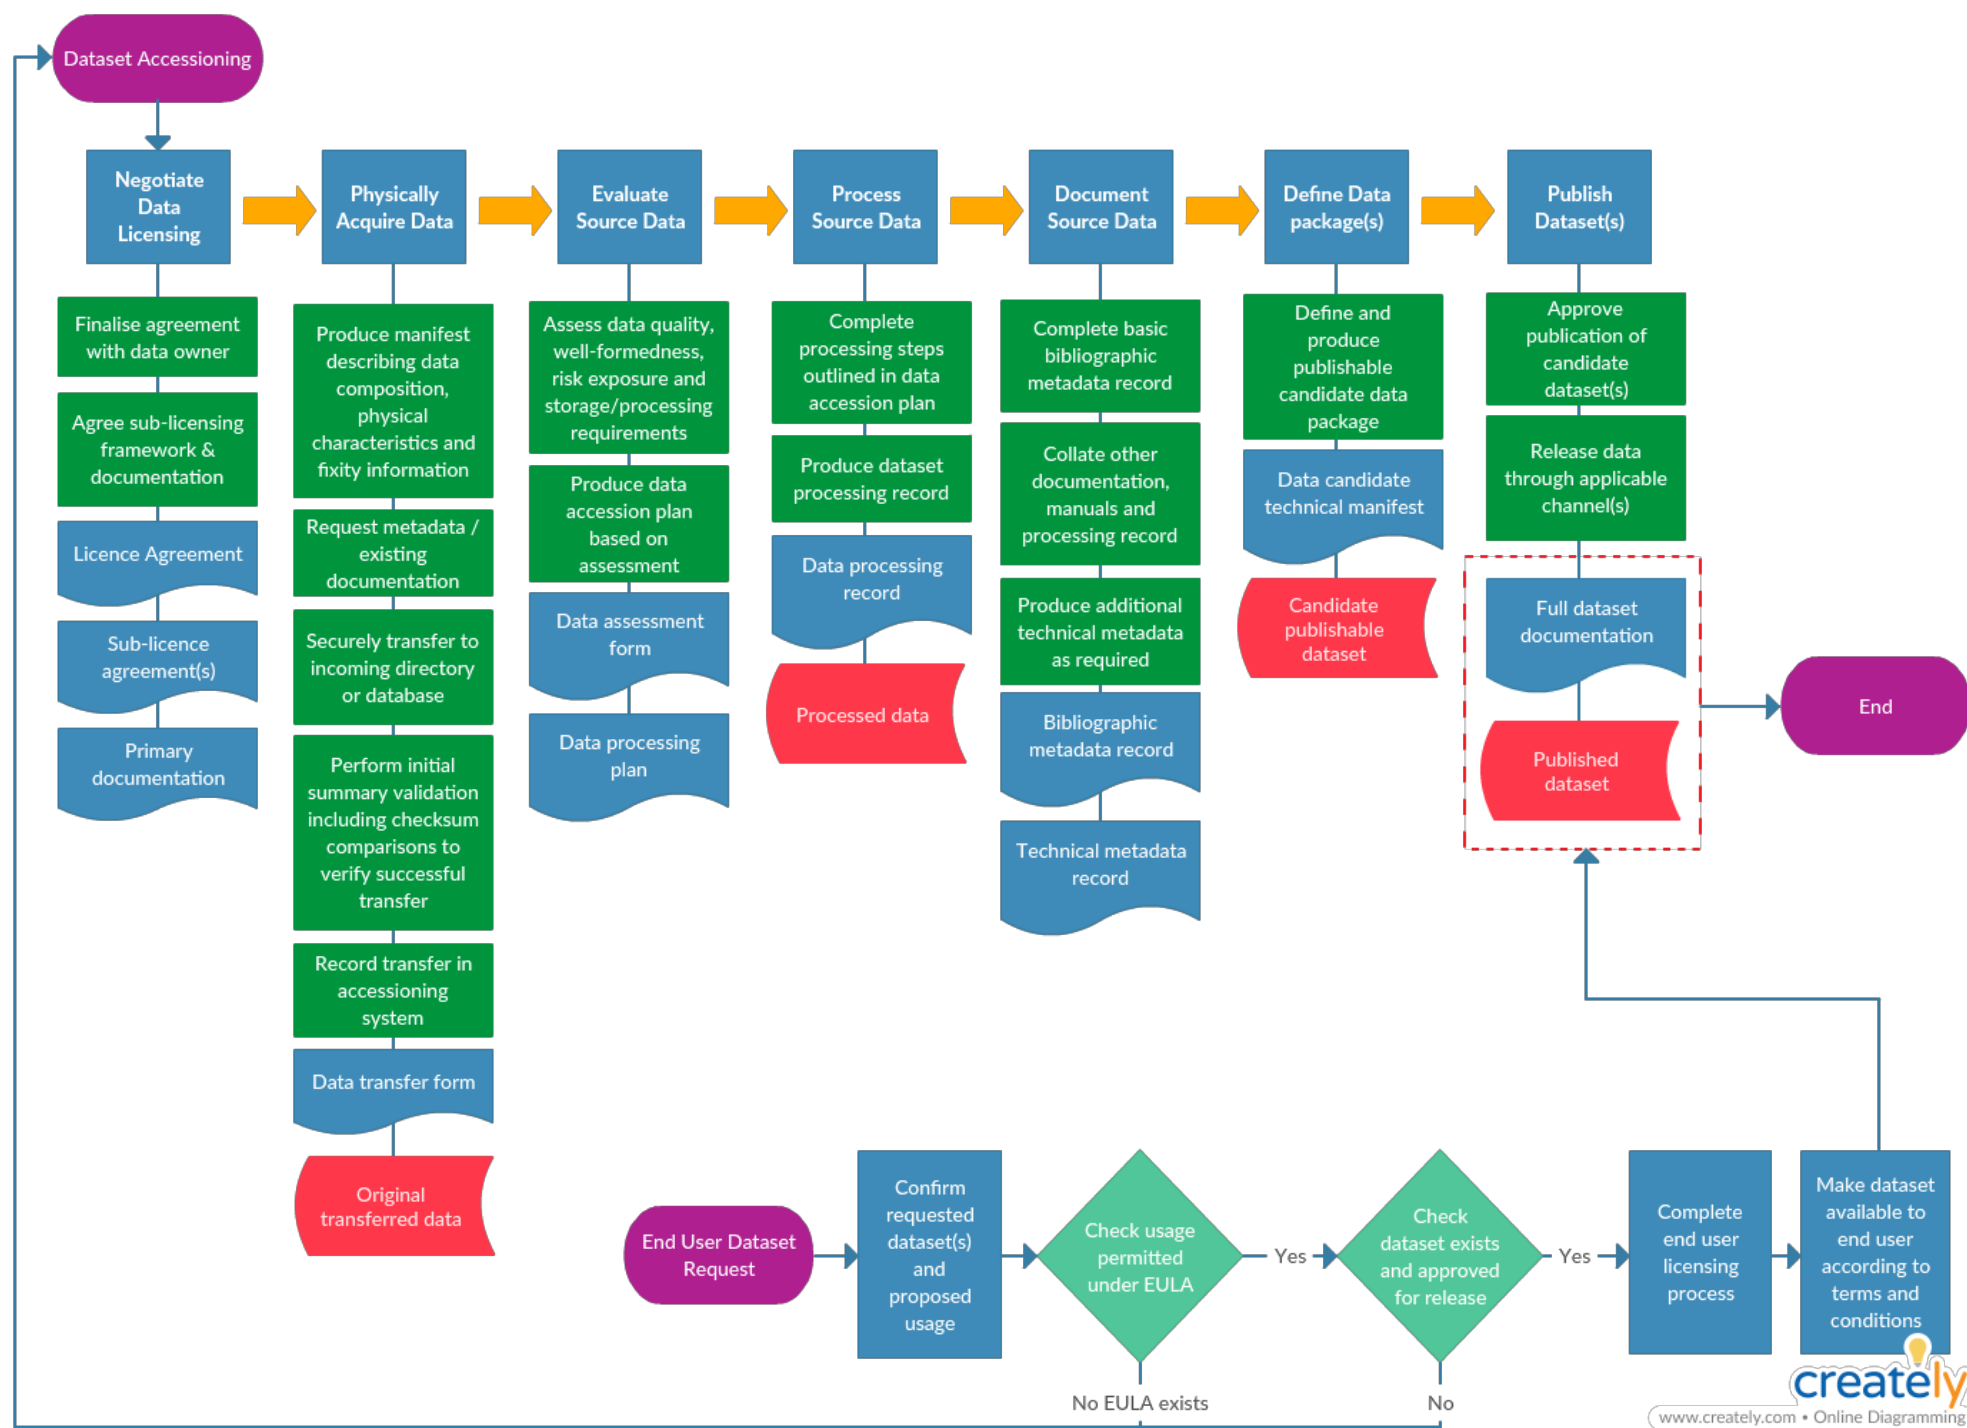 Dataset Accessioning
Negotiate
Data
Licensing
Physically
Acquire Data
Evaluate
Source Data
Process
Source Data
Document
Source Data
Define Data
package(s)
Publish
Dataset(s)
Finalise agreement
with data owner
Agree sub-licensing
framework &
documentation
Licence Agreement
Sub-licence
agreement(s)
Primary
documentation
Produce manifest
describing data
composition,
physical
characteristics and
fixity information
Request metadata /
existing
documentation
Securely transfer to
incoming directory
or database
Perform initial
summary validation
including checksum
comparisons to
verify successful
transfer
Record transfer in
accessioning
system
Data transfer form
Original
transferred data
Assess data quality,
well-formedness,
risk exposure and
storage/processing
requirements
Produce data
accession plan
based on
assessment
Data assessment
form
Data processing
plan
Complete
processing steps
outlined in data
accession plan
Produce dataset
processing record
Data processing
record
Processed data
Complete basic
bibliographic
metadata record
Collate other
documentation,
manuals and
processing record
Produce additional
technical metadata
as required
Bibliographic
metadata record
Technical metadata
record
Define and
produce
publishable
candidate data
package
Data candidate
technical manifest
Candidate
publishable
dataset
Approve
publication of
candidate
dataset(s)
Release data
through applicable
channel(s)
Full dataset
documentation
Published
dataset
End
End User Dataset
Request
Confirm
requested
dataset(s)
and
proposed
usage
Check usage
permitted
under EULA
Yes
No EULA exists
Check
dataset exists
and approved
for release
Yes
No
Complete
end user
licensing
process
Make dataset
available to
end user
according to
terms and
conditions
creately
www.creately.com • Online Diagramming